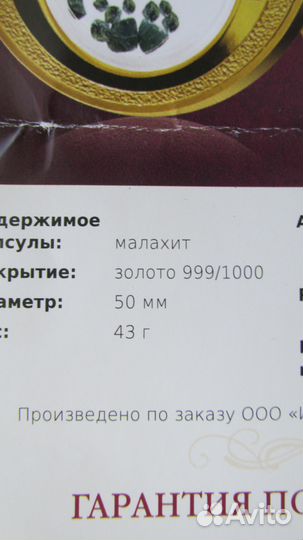 держимое
псулы: малахит
крытие: золото 999/1000
аметр: 50 мм
с: 43 г
Произведено по заказу ООО «И
ГАРАНТИЯ ПО
Avito